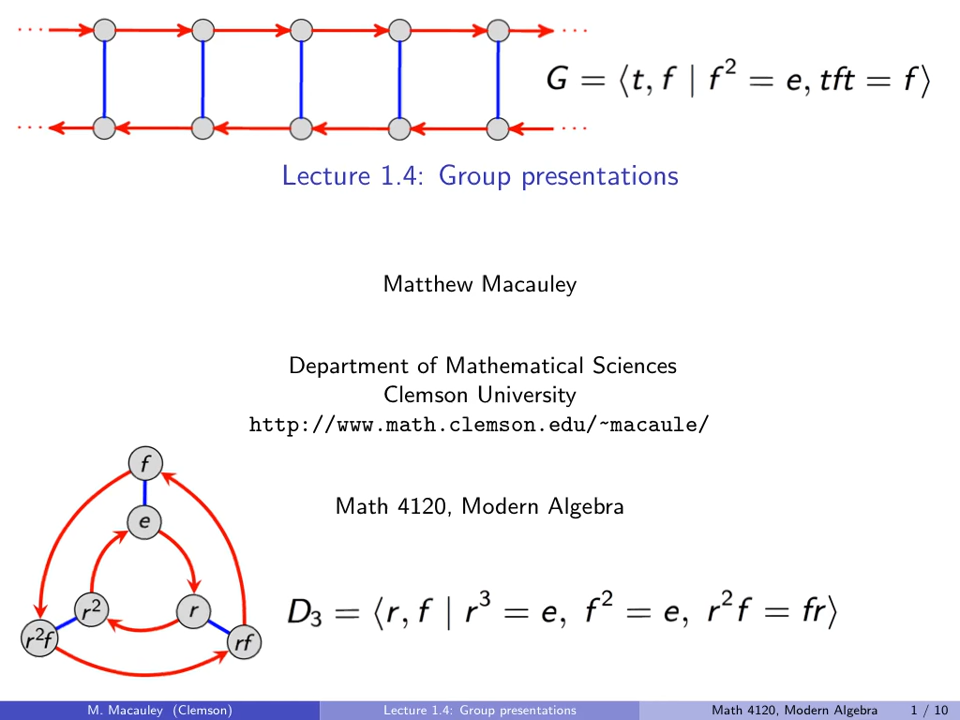 ··· ···
G = ⟨t, f | f² = e, tft = f⟩
··· ···
Lecture 1.4: Group presentations
Matthew Macauley
Department of Mathematical Sciences
Clemson University
http://www.math.clemson.edu/~macaule/
Math 4120, Modern Algebra
f
e
r² r
r²f rf
D₃ = ⟨r, f | r³ = e, f² = e, r²f = fr⟩
M. Macauley (Clemson) Lecture 1.4: Group presentations Math 4120, Modern Algebra 1 / 10